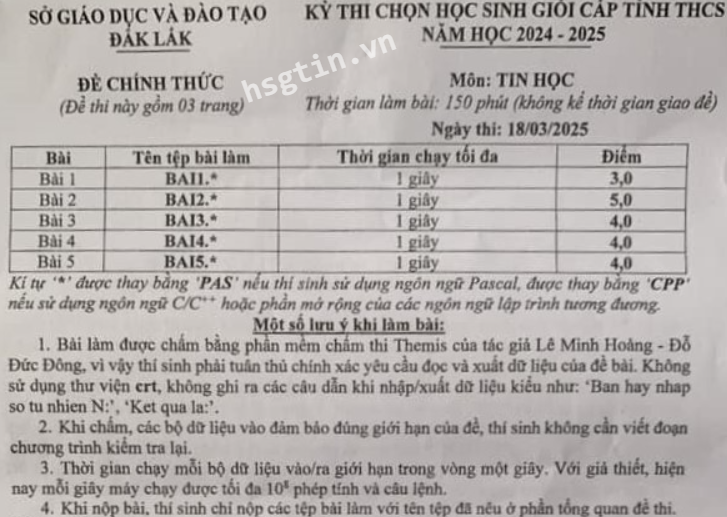 SỞ GIÁO DỤC VÀ ĐÀO TẠO
ĐẮK LẮK
KỲ THI CHỌN HỌC SINH GIỎI CẤP TỈNH THCS
NĂM HỌC 2024 - 2025
ĐỀ CHÍNH THỨC
(Đề thi này gồm 03 trang)
hsgtin.vn
Môn: TIN HỌC
Thời gian làm bài: 150 phút (không kể thời gian giao đề)
Ngày thi: 18/03/2025
Bài Tên tệp bài làm Thời gian chạy tối đa Điểm
Bài 1 BAI1.* 1 giây 3,0
Bài 2 BAI2.* 1 giây 5,0
Bài 3 BAI3.* 1 giây 4,0
Bài 4 BAI4.* 1 giây 4,0
Bài 5 BAI5.* 1 giây 4,0
Kí tự '*' được thay bằng 'PAS' nếu thí sinh sử dụng ngôn ngữ Pascal, được thay bằng 'CPP'
nếu sử dụng ngôn ngữ C/C++ hoặc phần mở rộng của các ngôn ngữ lập trình tương đương.
Một số lưu ý khi làm bài:
1. Bài làm được chấm bằng phần mềm chấm thi Themis của tác giả Lê Minh Hoàng - Đỗ
Đức Đông, vì vậy thí sinh phải tuân thủ chính xác yêu cầu đọc và xuất dữ liệu của đề bài. Không
sử dụng thư viện crt, không ghi ra các câu dẫn khi nhập/xuất dữ liệu kiểu như: 'Ban hay nhap
so tu nhien N:', 'Ket qua la:'.
2. Khi chấm, các bộ dữ liệu vào đảm bảo đúng giới hạn của đề, thí sinh không cần viết đoạn
chương trình kiểm tra lại.
3. Thời gian chạy mỗi bộ dữ liệu vào/ra giới hạn trong vòng một giây. Với giả thiết, hiện
nay mỗi giây máy chạy được tối đa 10⁸ phép tính và câu lệnh.
4. Khi nộp bài, thí sinh chỉ nộp các tệp bài làm với tên tệp đã nêu ở phần tổng quan đề thi.